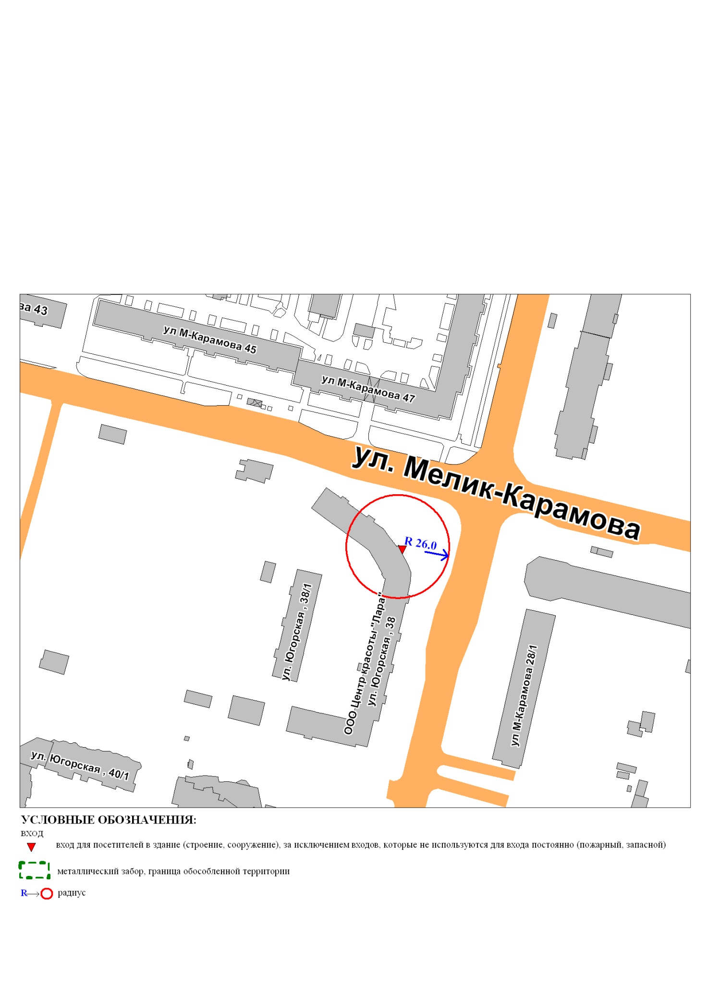 ва 43
ул М-Карамова 45
ул М-Карамова 47
ул. Мелик-Карамова
R 26.0
ул. Югорская , 38/1
ООО-Центр-красоты-"Лара"
ул. Югорская , 38
ул М-Карамова 28/1
ул. Югорская , 40/1
УСЛОВНЫЕ ОБОЗНАЧЕНИЯ:
вход
вход для посетителей в здание (строение, сооружение), за исключением входов, которые не используются для входа постоянно (пожарный, запасной)
металлический забор, граница обособленной территории
R
радиус